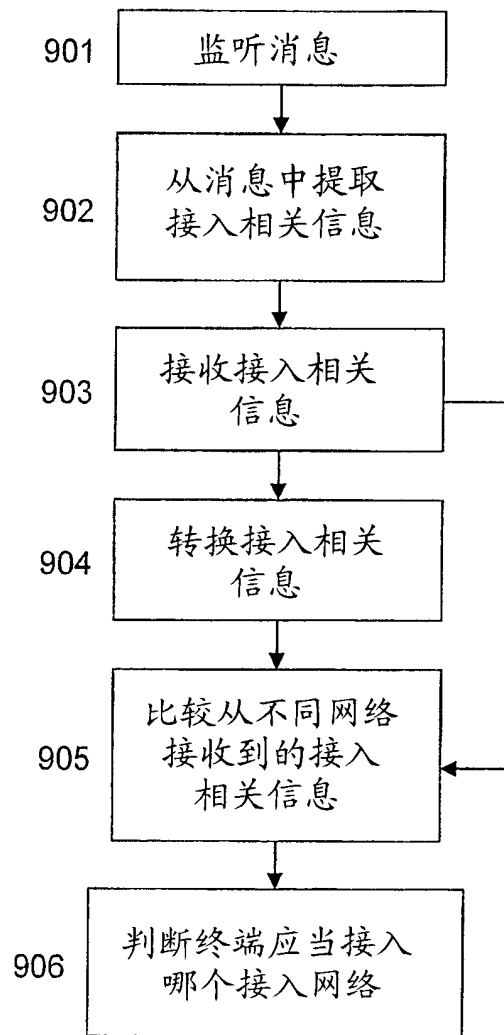 901
监听消息
902
从消息中提取
接入相关信息
903
接收接入相关
信息
904
转换接入相关
信息
905
比较从不同网络
接收到的接入
相关信息
906
判断终端应当接入
哪个接入网络